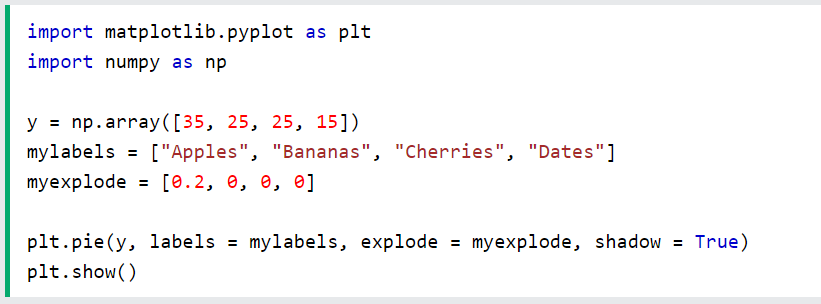 import matplotlib.pyplot as plt
import numpy as np
y = np.array([35, 25, 25, 15])
mylabels = ["Apples", "Bananas", "Cherries", "Dates"]
myexplode = [0.2, 0, 0, 0]
plt.pie(y, labels = mylabels, explode = myexplode, shadow = True)
plt.show()